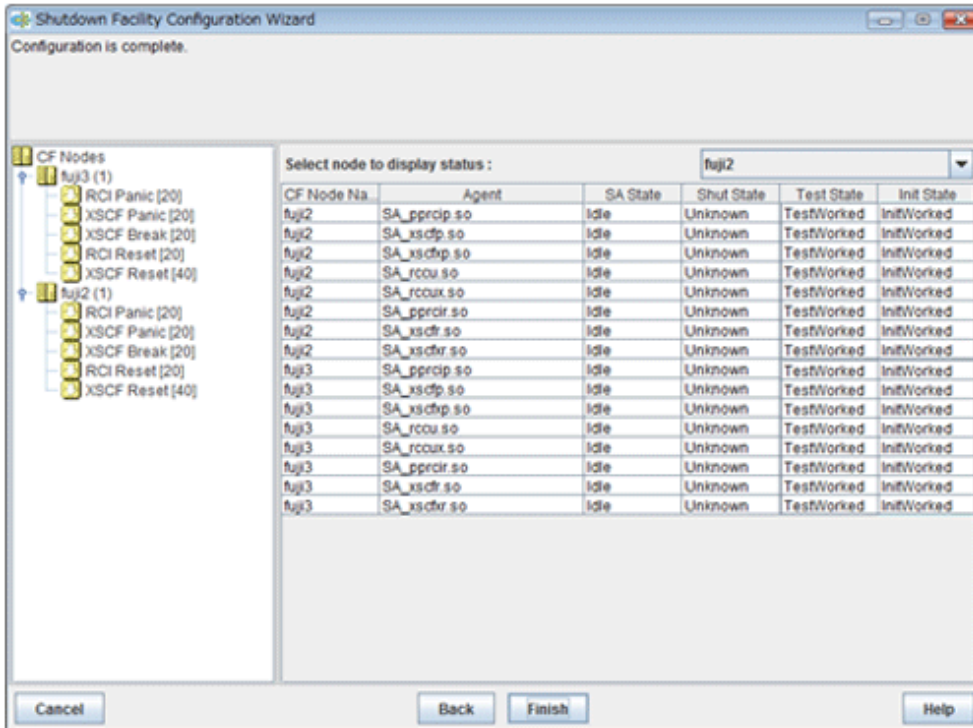 Shutdown Facility Configuration Wizard
Configuration is complete.
CF Nodes
fuji3 (1)
RCI Panic [20]
XSCF Panic [20]
XSCF Break [20]
RCI Reset [20]
XSCF Reset [40]
fuji2 (1)
RCI Panic [20]
XSCF Panic [20]
XSCF Break [20]
RCI Reset [20]
XSCF Reset [40]
Select node to display status : fuji2
CF Node Na... Agent SA State Shut State Test State Init State
fuji2 SA_pprcip.so Idle Unknown TestWorked InitWorked
fuji2 SA_xscfp.so Idle Unknown TestWorked InitWorked
fuji2 SA_xscfxp.so Idle Unknown TestWorked InitWorked
fuji2 SA_rccu.so Idle Unknown TestWorked InitWorked
fuji2 SA_rccux.so Idle Unknown TestWorked InitWorked
fuji2 SA_pprcir.so Idle Unknown TestWorked InitWorked
fuji2 SA_xscfr.so Idle Unknown TestWorked InitWorked
fuji2 SA_xscfxr.so Idle Unknown TestWorked InitWorked
fuji3 SA_pprcip.so Idle Unknown TestWorked InitWorked
fuji3 SA_xscfp.so Idle Unknown TestWorked InitWorked
fuji3 SA_xscfxp.so Idle Unknown TestWorked InitWorked
fuji3 SA_rccu.so Idle Unknown TestWorked InitWorked
fuji3 SA_rccux.so Idle Unknown TestWorked InitWorked
fuji3 SA_pprcir.so Idle Unknown TestWorked InitWorked
fuji3 SA_xscfr.so Idle Unknown TestWorked InitWorked
fuji3 SA_xscfxr.so Idle Unknown TestWorked InitWorked
Cancel Back Finish Help